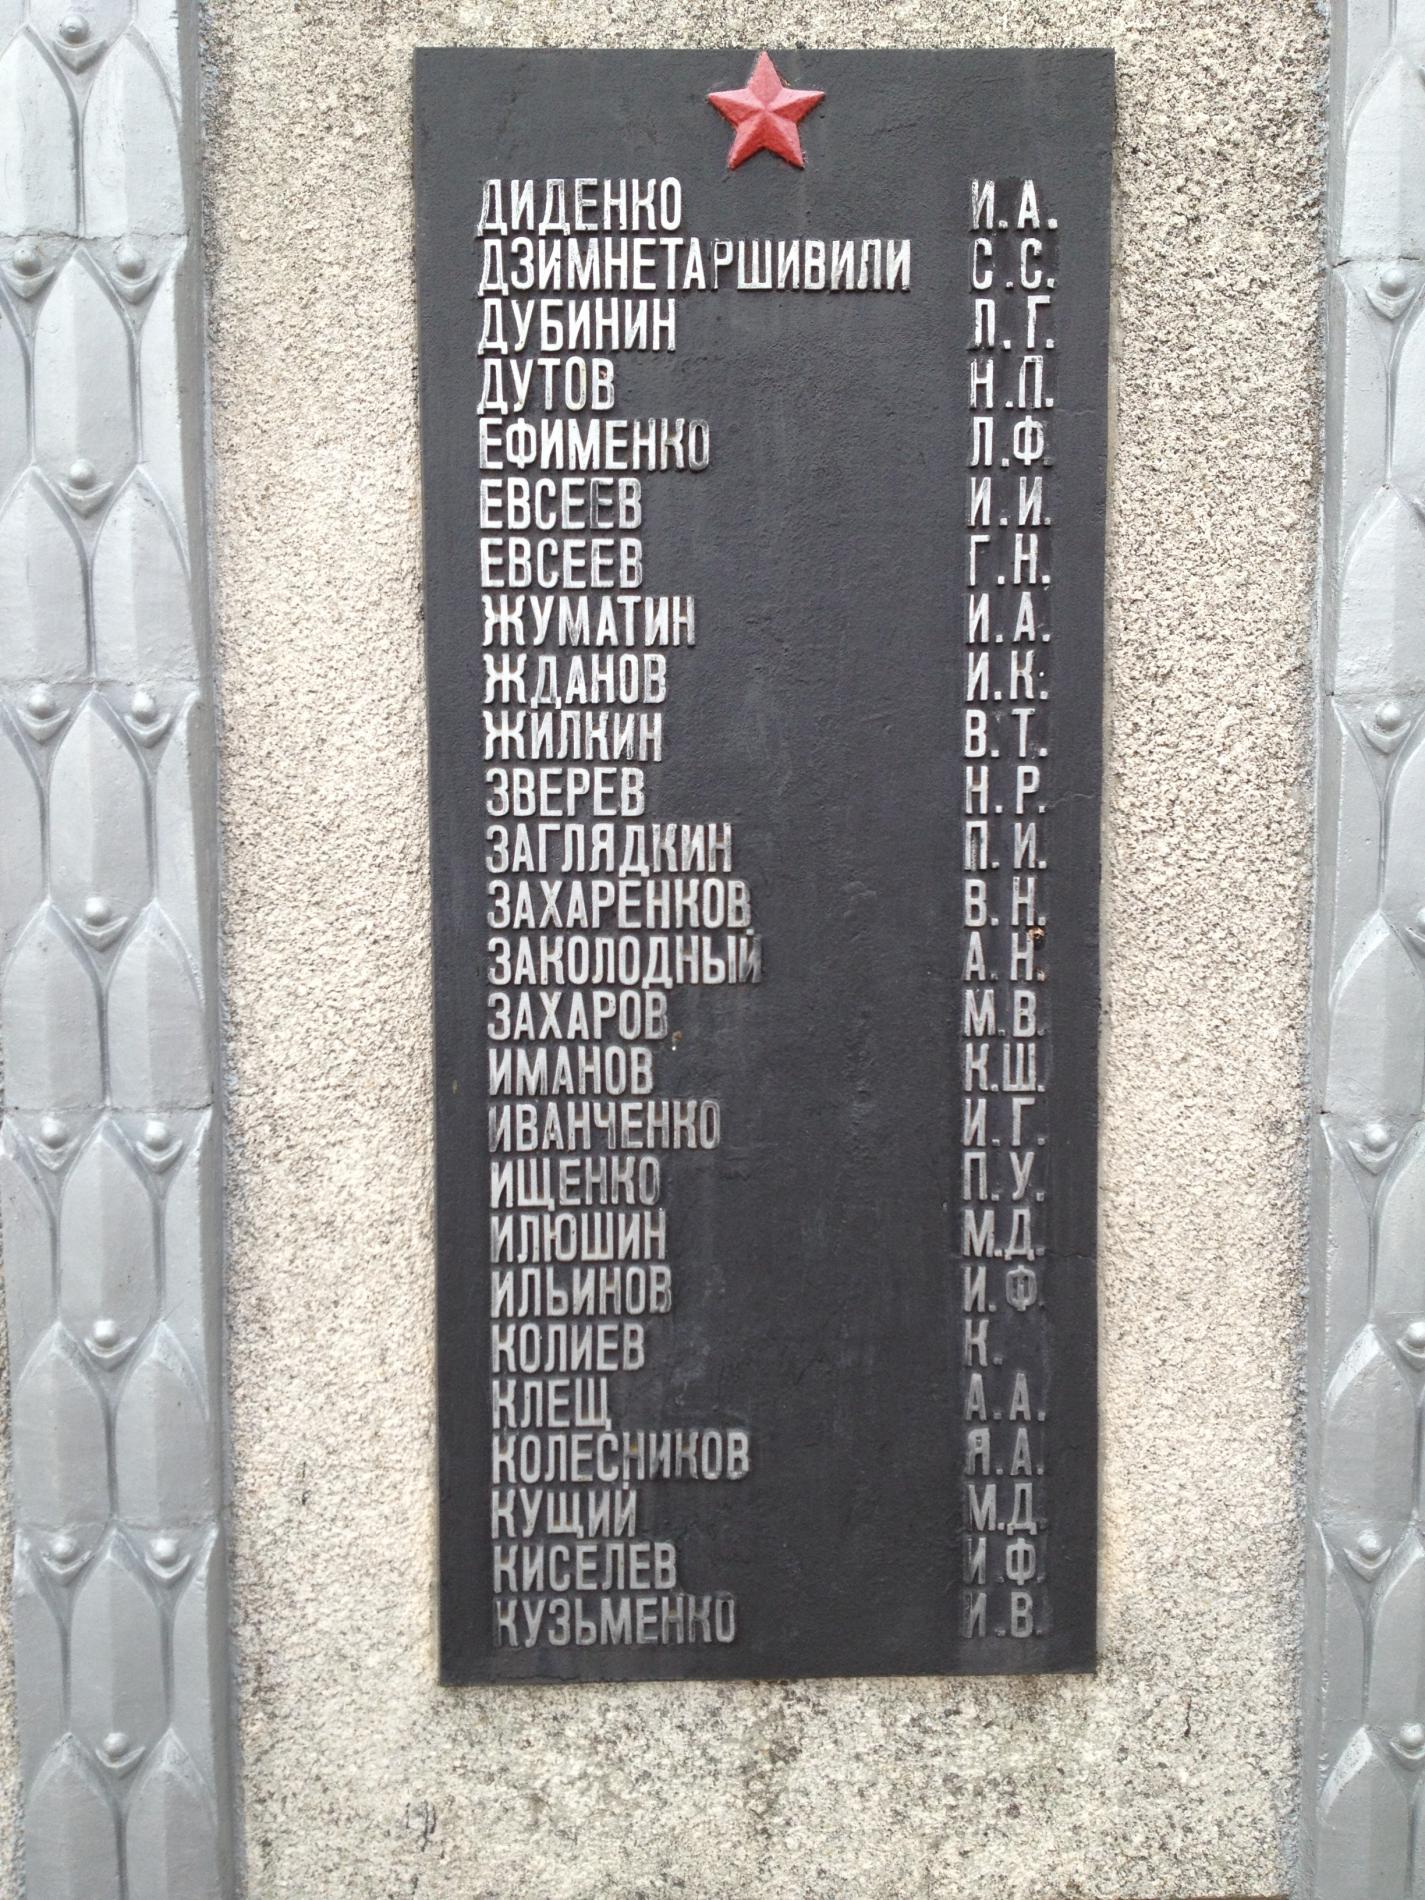 ДИДЕНКО И.А.
ДЗИМНЕТАРШИВИЛИ С.С.
ДУБИНИН Л.Г.
ДУТОВ Н.П.
ЕФИМЕНКО Л.Ф.
ЕВСЕЕВ И.И.
ЕВСЕЕВ Г.Н.
ЖУМАТИН И.А.
ЖДАНОВ И.К.
ЖИЛКИН В.Т.
ЗВЕРЕВ Н.Р.
ЗАГЛЯДКИН П.И.
ЗАХАРЕНКОВ В.Н.
ЗАКОЛОДНЫЙ А.Н.
ЗАХАРОВ М.В.
ИМАНОВ К.Ш.
ИВАНЧЕНКО И.Г.
ИЩЕНКО П.У.
ИЛЮШИН М.Д.
ИЛЬИНОВ И.Ф.
КОЛИЕВ К.
КЛЕЩ А.А.
КОЛЕСНИКОВ Я.А.
КУЩИЙ М.Д.
КИСЕЛЕВ И.Ф.
КУЗЬМЕНКО И.В.